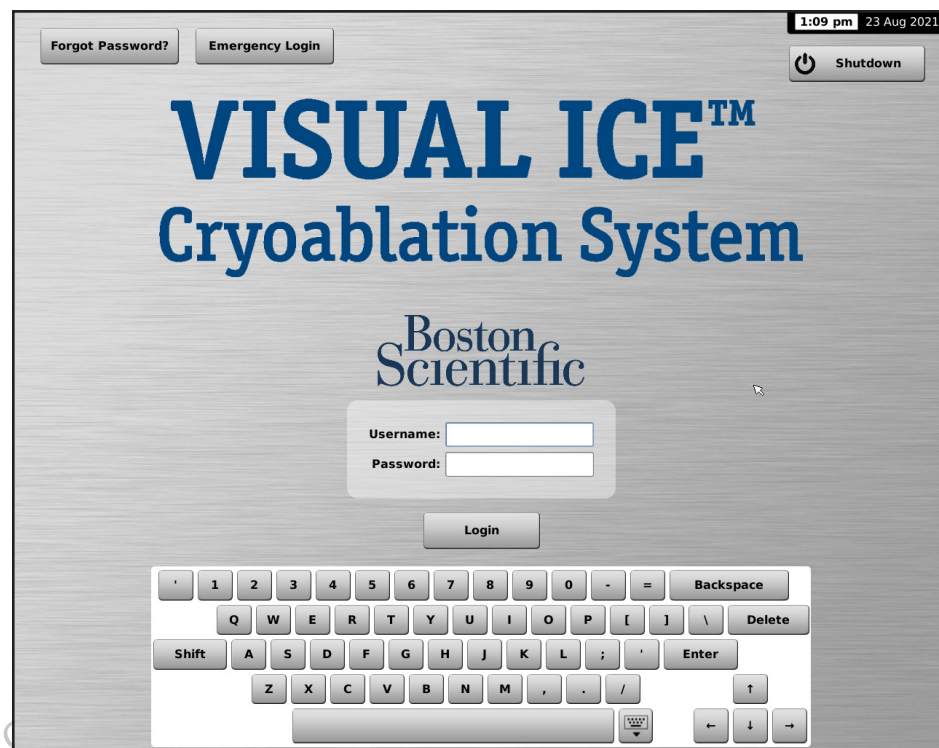 1:09 pm 23 Aug 2021
Forgot Password? Emergency Login
Shutdown
VISUAL ICE™
Cryoablation System
Boston
Scientific
Username:
Password:
Login
' 1 2 3 4 5 6 7 8 9 0 - = Backspace
Q W E R T Y U I O P [ ] \ Delete
Shift A S D F G H J K L ; ' Enter
Z X C V B N M , . / ↑
← ↓ →